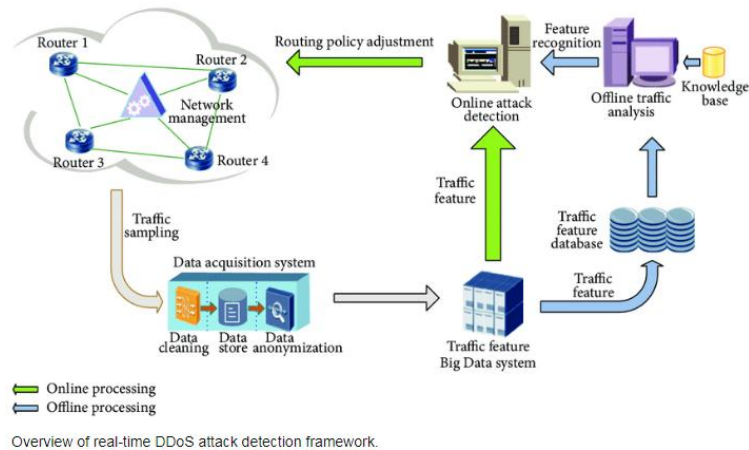 Router 1
Router 2
Network
management
Router 3
Router 4
Routing policy adjustment
Online attack
detection
Feature
recognition
Offline traffic
analysis
Knowledge
base
Traffic
sampling
Traffic
feature
Traffic
feature
database
Traffic
feature
Data acquisition system
Data
cleaning
Data
store
Data
anonymization
Traffic feature
Big Data system
Online processing
Offline processing
Overview of real-time DDoS attack detection framework.